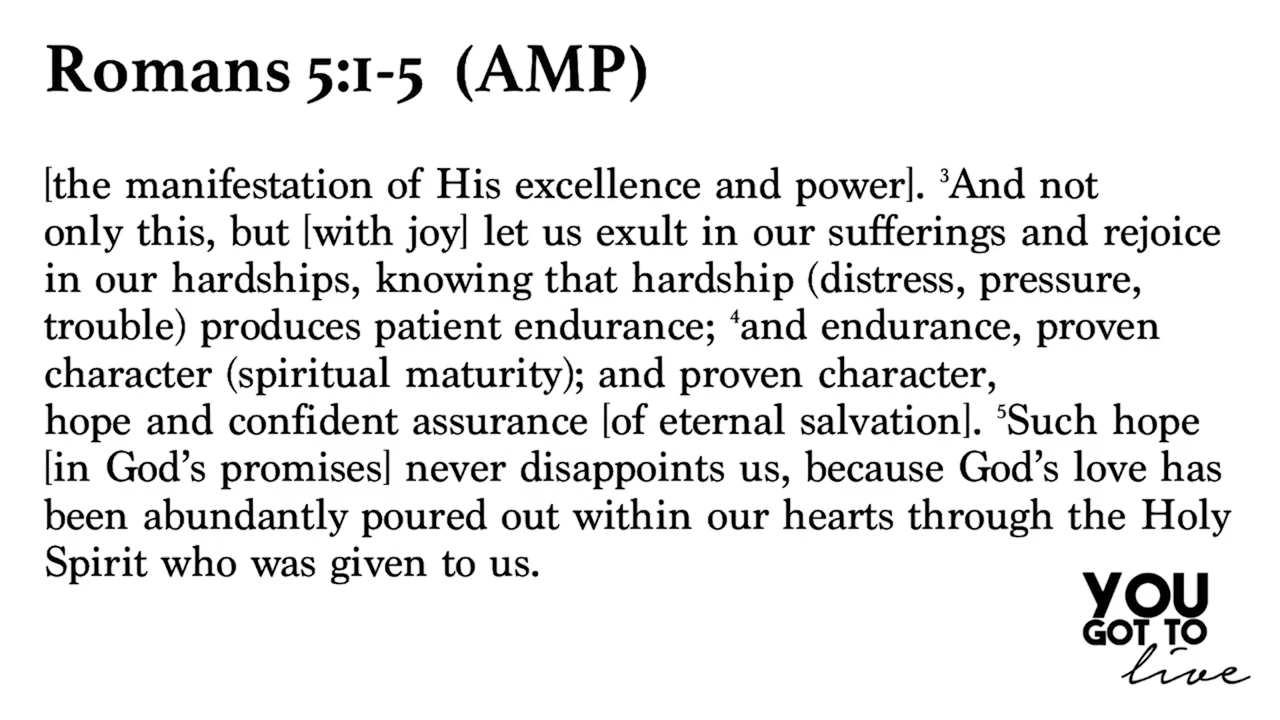 Romans 5:1-5 (AMP)
[the manifestation of His excellence and power]. ³And not
only this, but [with joy] let us exult in our sufferings and rejoice
in our hardships, knowing that hardship (distress, pressure,
trouble) produces patient endurance; ⁴and endurance, proven
character (spiritual maturity); and proven character,
hope and confident assurance [of eternal salvation]. ⁵Such hope
[in God’s promises] never disappoints us, because God’s love has
been abundantly poured out within our hearts through the Holy
Spirit who was given to us.
YOU
GOT TO
live